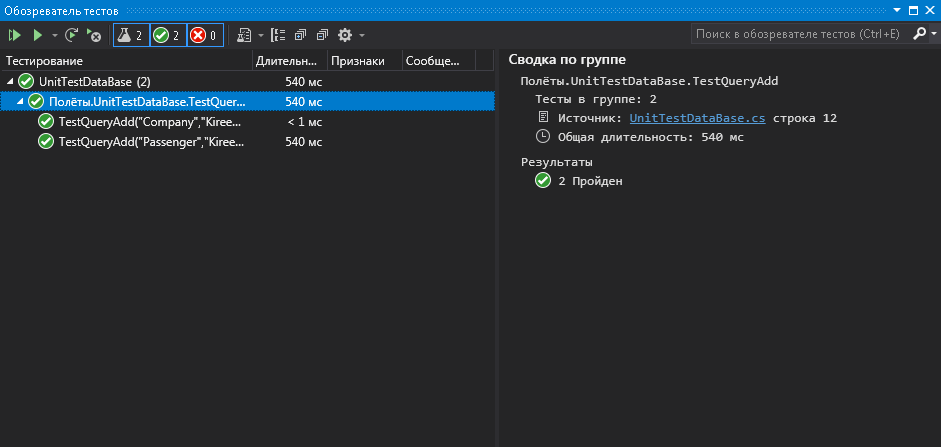 Обозреватель тестов
2 2 0
Поиск в обозревателе тестов (Ctrl+E)
Тестирование Длительн... Признаки Сообще...
UnitTestDataBase (2) 540 мс
Полёты.UnitTestDataBase.TestQuer... 540 мс
TestQueryAdd("Company","Kiree... < 1 мс
TestQueryAdd("Passenger","Kiree... 540 мс
Сводка по группе
Полёты.UnitTestDataBase.TestQueryAdd
Тесты в группе: 2
Источник: UnitTestDataBase.cs строка 12
Общая длительность: 540 мс
Результаты
2 Пройден